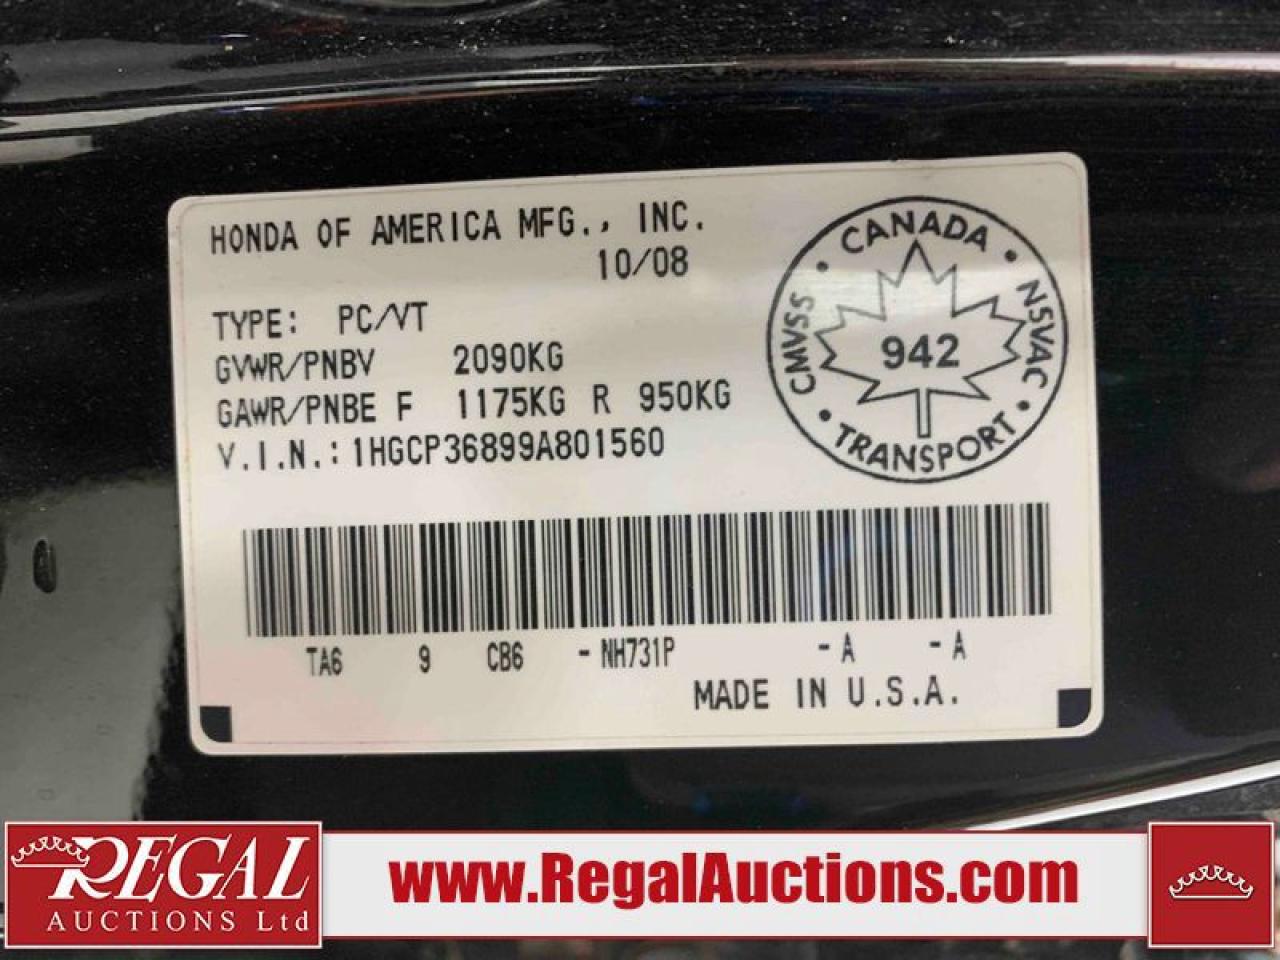 HONDA OF AMERICA MFG., INC.
10/08
TYPE: PC/VT
GVWR/PNBV 2090KG
GAWR/PNBE F 1175KG R 950KG
V.I.N.: 1HGCP36899A801560
CANADA
CMVSS
942
NSVAC
TRANSPORT
TA6 9 CB6 -NH731P -A -A
MADE IN U.S.A.
REGAL
AUCTIONS Ltd
www.RegalAuctions.com